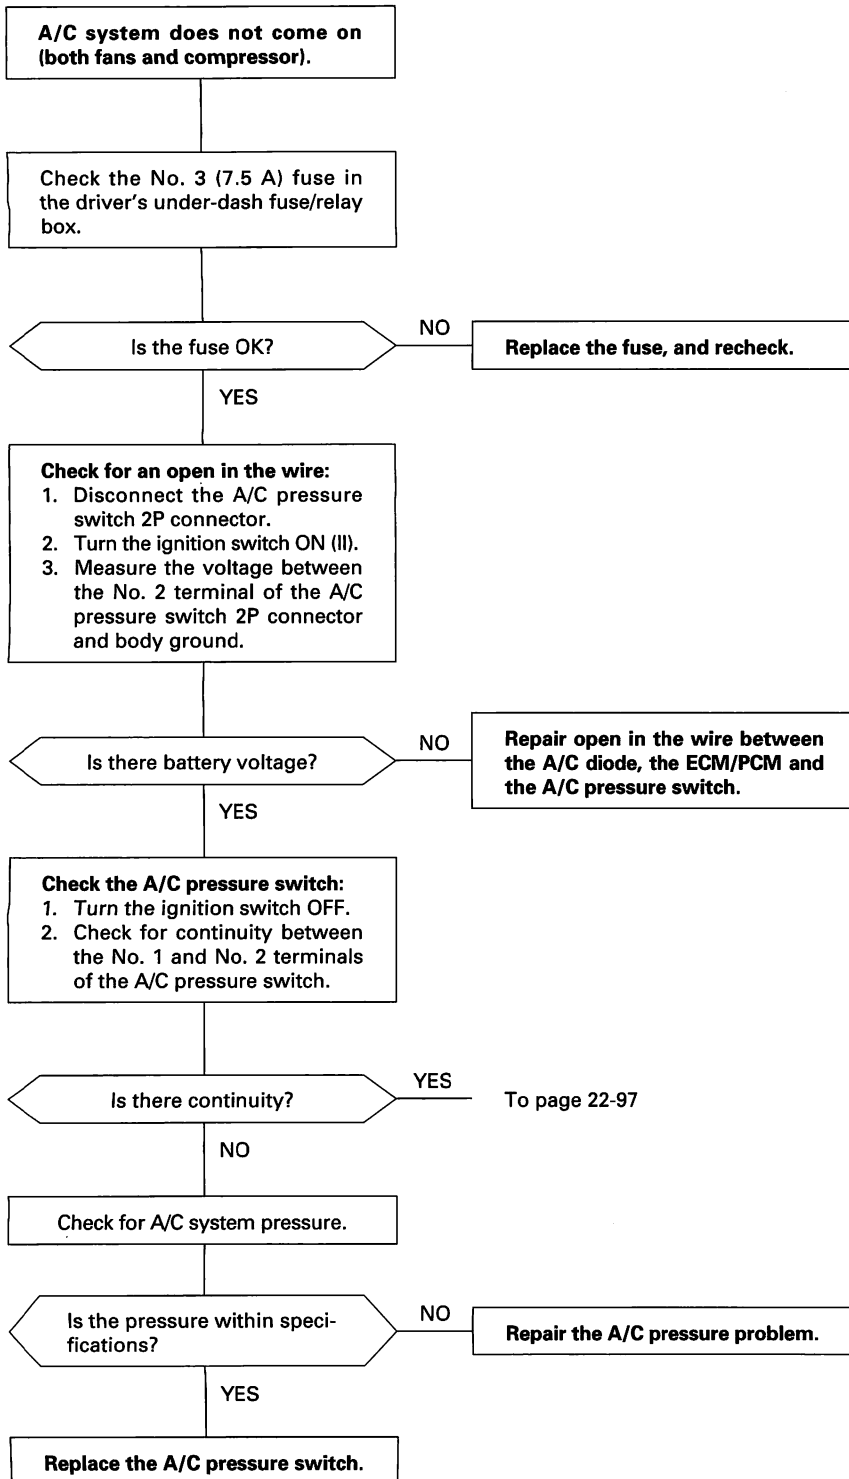 A/C system does not come on
(both fans and compressor).
Check the No. 3 (7.5 A) fuse in
the driver's under-dash fuse/relay
box.
Is the fuse OK?
NO
Replace the fuse, and recheck.
YES
Check for an open in the wire:
1. Disconnect the A/C pressure
switch 2P connector.
2. Turn the ignition switch ON (II).
3. Measure the voltage between
the No. 2 terminal of the A/C
pressure switch 2P connector
and body ground.
Is there battery voltage?
NO
Repair open in the wire between
the A/C diode, the ECM/PCM and
the A/C pressure switch.
YES
Check the A/C pressure switch:
1. Turn the ignition switch OFF.
2. Check for continuity between
the No. 1 and No. 2 terminals
of the A/C pressure switch.
Is there continuity?
YES
To page 22-97
NO
Check for A/C system pressure.
Is the pressure within speci-
fications?
NO
Repair the A/C pressure problem.
YES
Replace the A/C pressure switch.